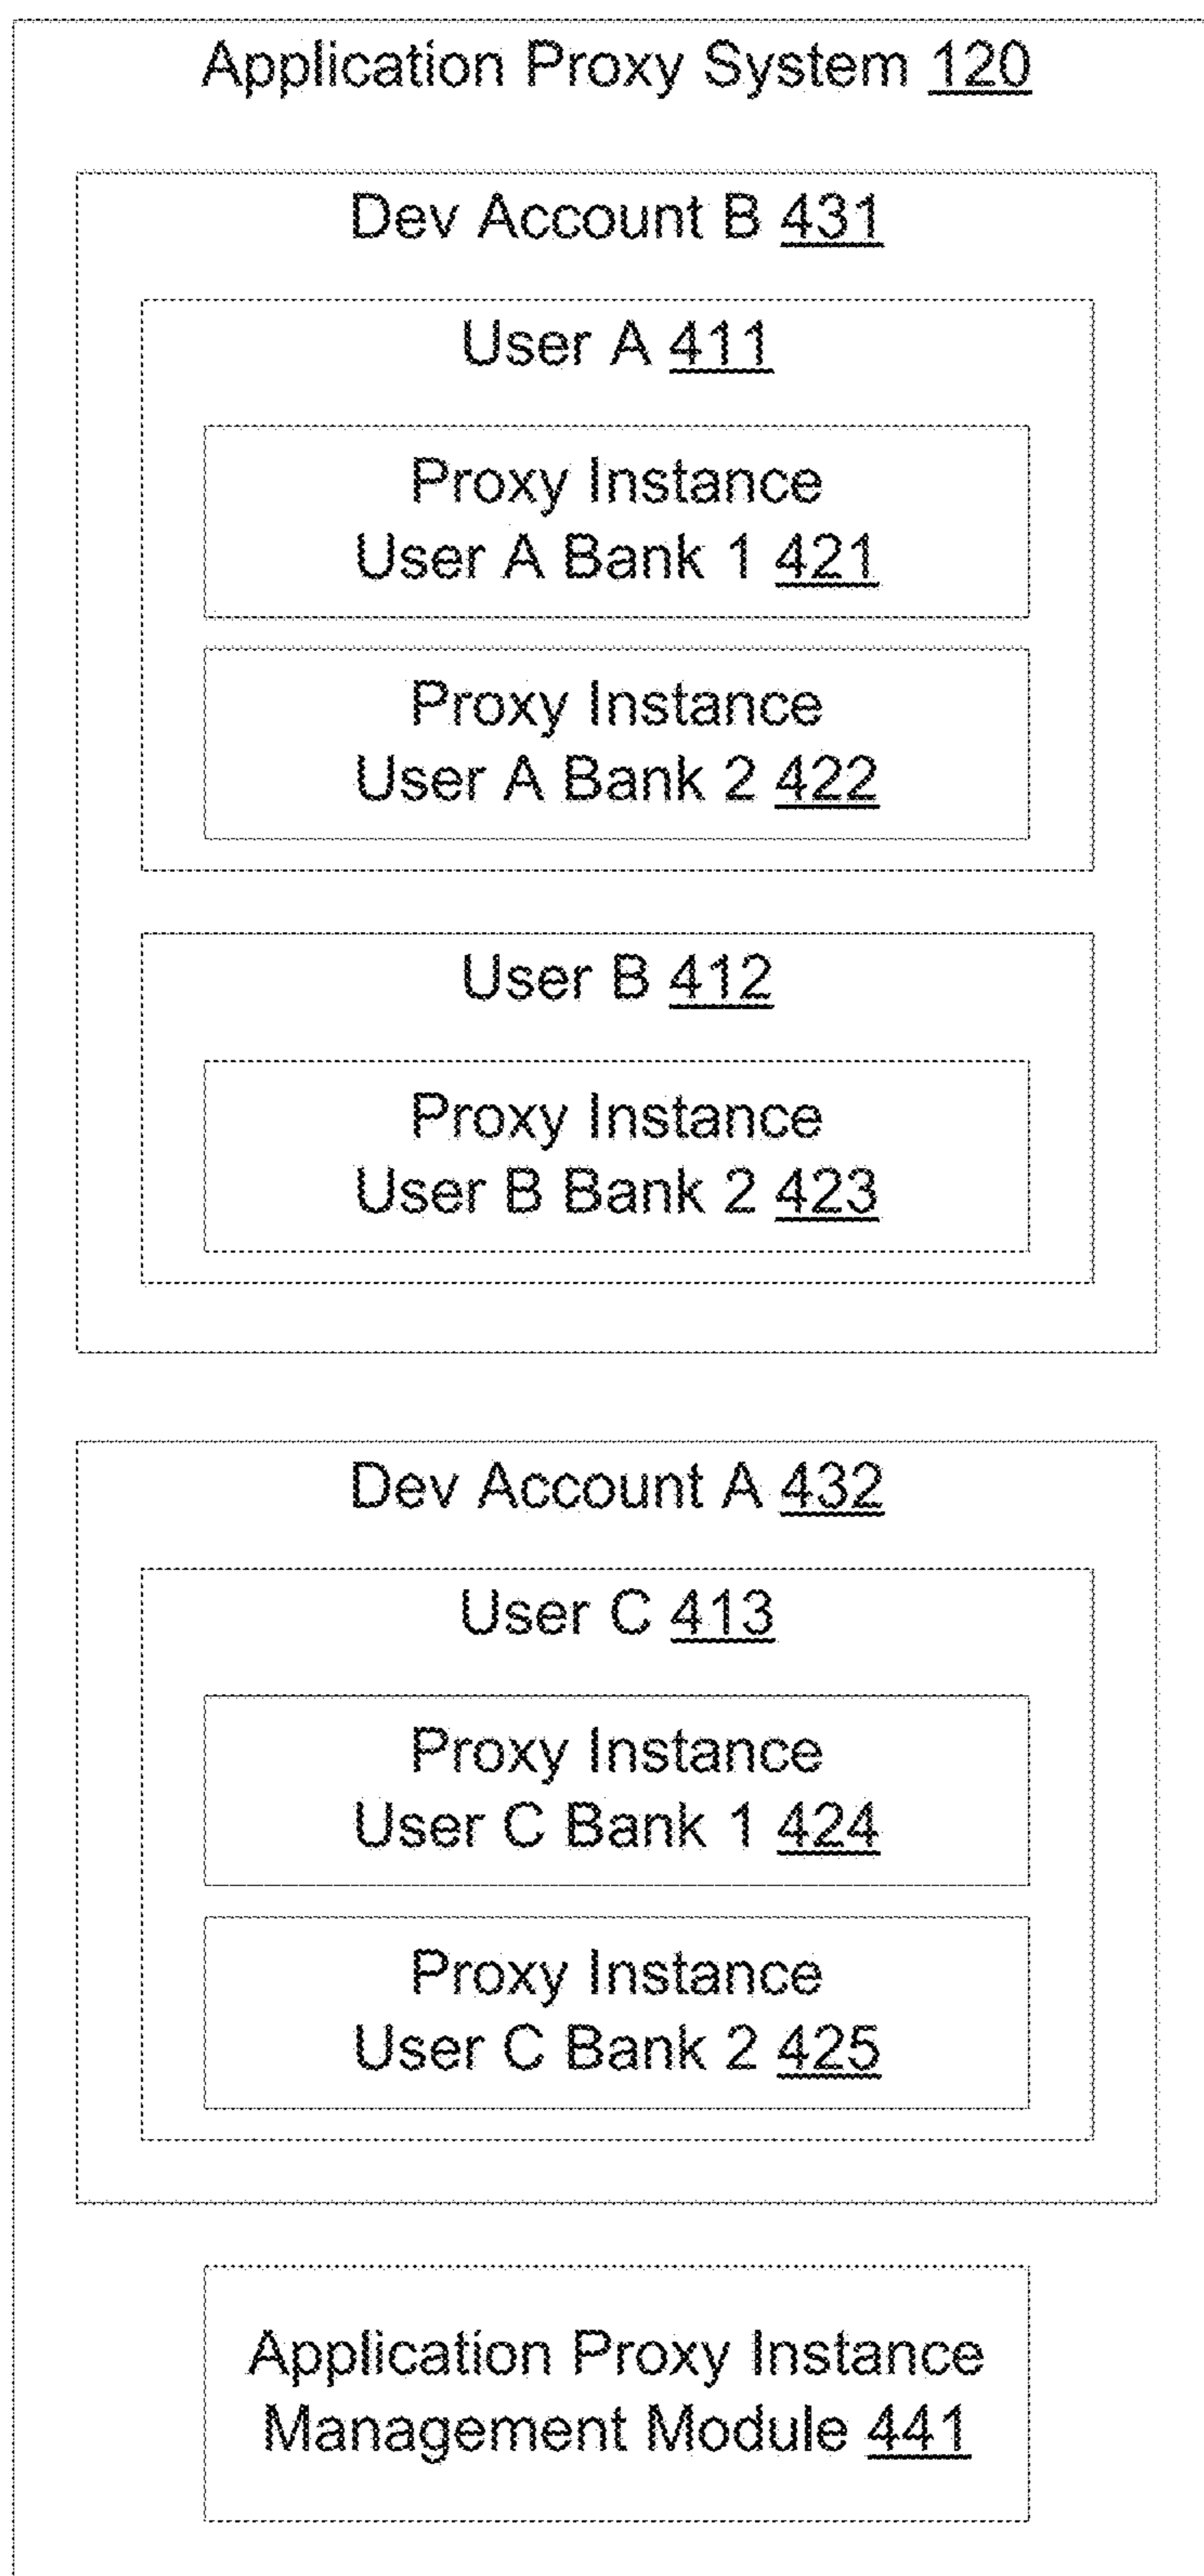 Application Proxy System 120
Dev Account B 431
User A 411
Proxy Instance
User A Bank 1 421
Proxy Instance
User A Bank 2 422
User B 412
Proxy Instance
User B Bank 2 423
Dev Account A 432
User C 413
Proxy Instance
User C Bank 1 424
Proxy Instance
User C Bank 2 425
Application Proxy Instance
Management Module 441